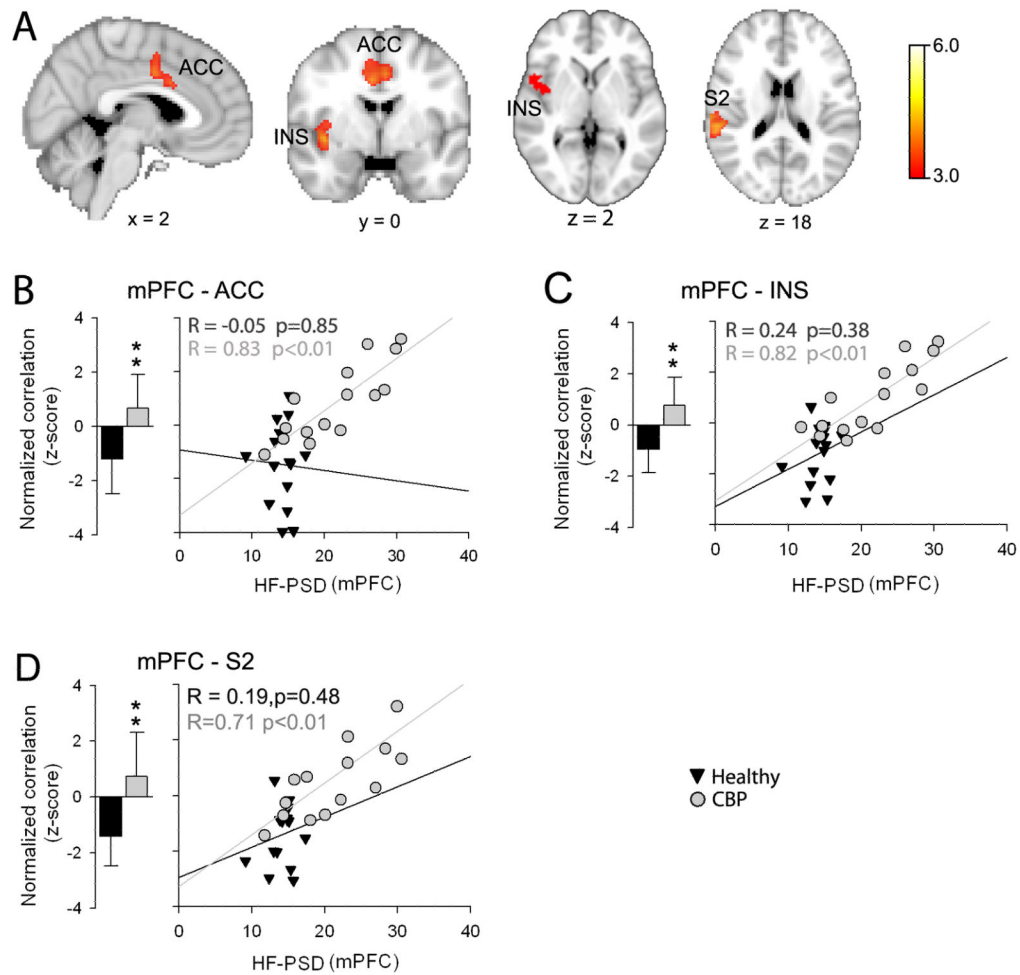 A
ACC
ACC
INS
INS
S2
6.0
3.0
x = 2
y = 0
z = 2
z = 18
B
mPFC - ACC
Normalized correlation
(z-score)
4
2
0
-2
-4
**
R = -0.05 p=0.85
R = 0.83 p<0.01
0
10
20
30
40
HF-PSD (mPFC)
C
mPFC - INS
Normalized correlation
(z-score)
4
2
0
-2
-4
**
R = 0.24 p=0.38
R = 0.82 p<0.01
0
10
20
30
40
HF-PSD (mPFC)
D
mPFC - S2
Normalized correlation
(z-score)
4
2
0
-2
-4
**
R = 0.19,p=0.48
R=0.71 p<0.01
0
10
20
30
40
HF-PSD (mPFC)
Healthy
CBP